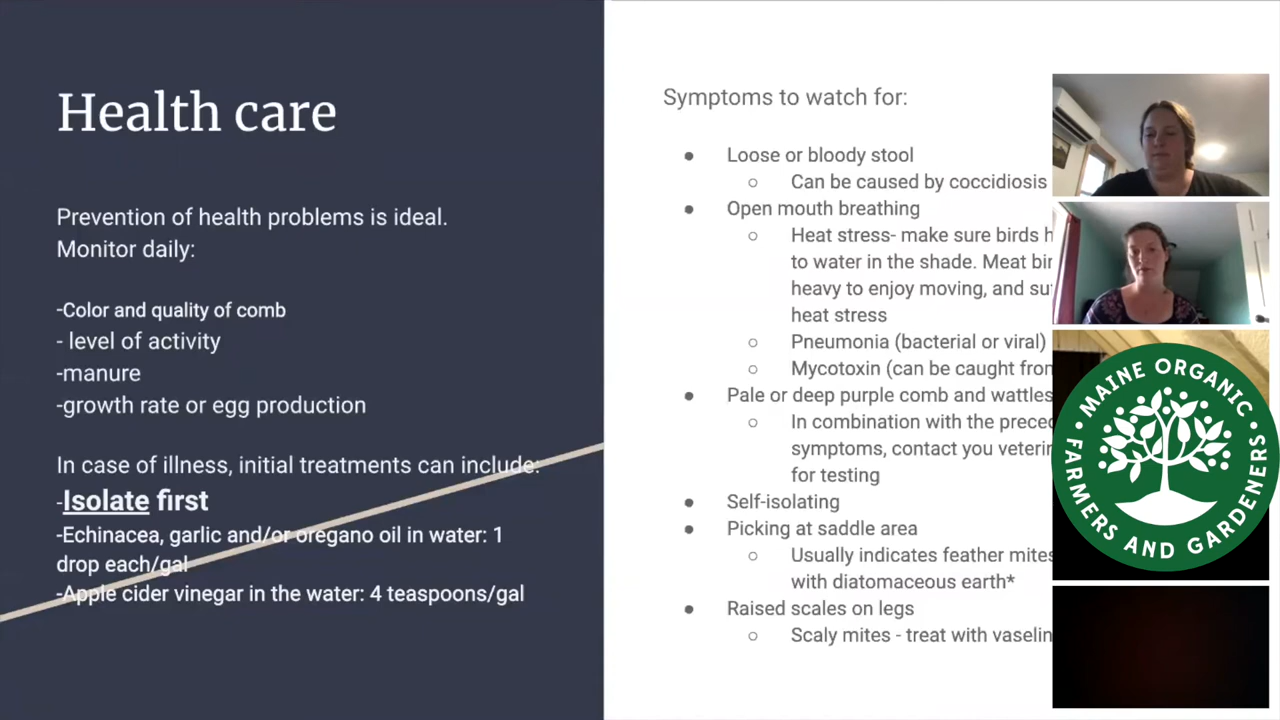 Health care
Prevention of health problems is ideal.
Monitor daily:
-Color and quality of comb
- level of activity
-manure
-growth rate or egg production
In case of illness, initial treatments can include:
-Isolate first
-Echinacea, garlic and/or oregano oil in water: 1
drop each/gal
-Apple cider vinegar in the water: 4 teaspoons/gal
Symptoms to watch for:
● Loose or bloody stool
○ Can be caused by coccidiosis
● Open mouth breathing
○ Heat stress- make sure birds
to water in the shade. Meat
heavy to enjoy moving, and
heat stress
○ Pneumonia (bacterial or viral)
○ Mycotoxin (can be caught
● Pale or deep purple comb and wattles
○ In combination with the
symptoms, contact you
for testing
● Self-isolating
● Picking at saddle area
○ Usually indicates feather mites
with diatomaceous earth*
● Raised scales on legs
○ Scaly mites - treat with
MAINE ORGANIC
FARMERS AND GARDENERS